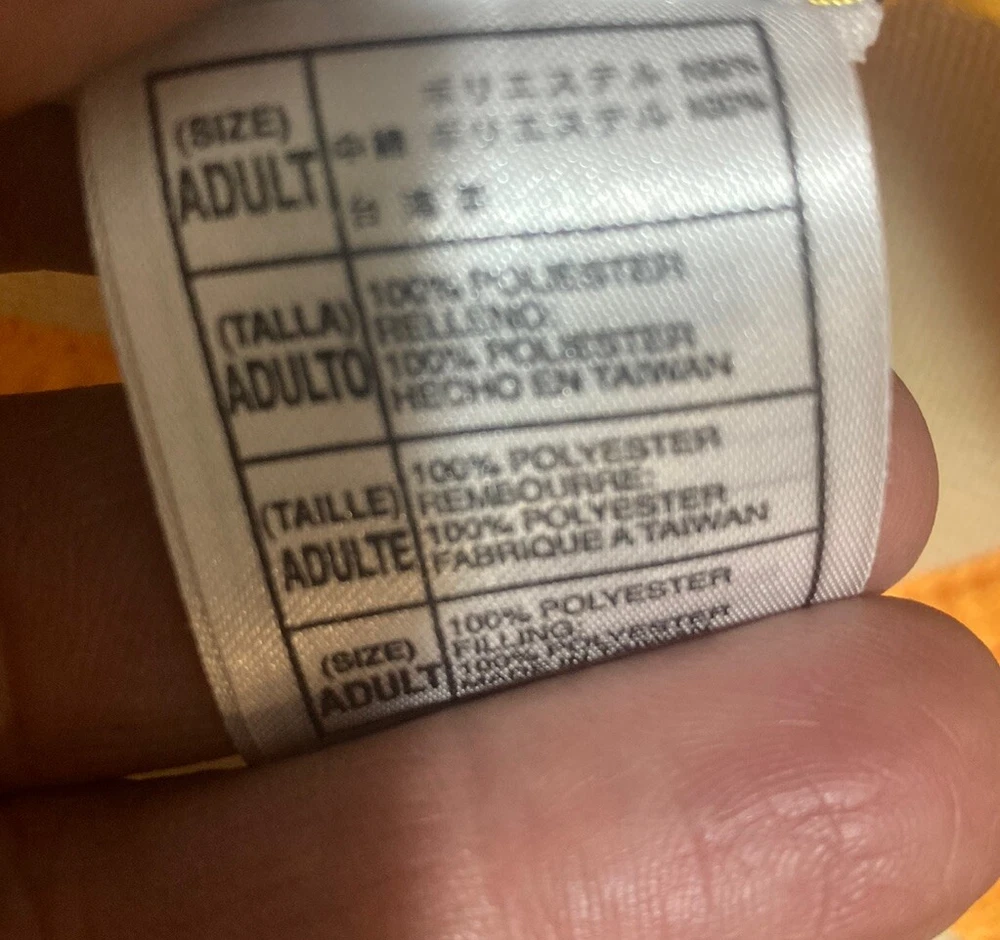 (SIZE)
ADULT
ポリエステル 100%
中綿 ポリエステル 100%
台 湾 製
(TALLA)
ADULTO
100% POLIESTER
RELLENO:
100% POLIESTER
HECHO EN TAIWAN
(TAILLE)
ADULTE
100% POLYESTER
REMBOURRE:
100% POLYESTER
FABRIQUE A TAIWAN
(SIZE)
ADULT
100% POLYESTER
FILLING:
100% POLYESTER